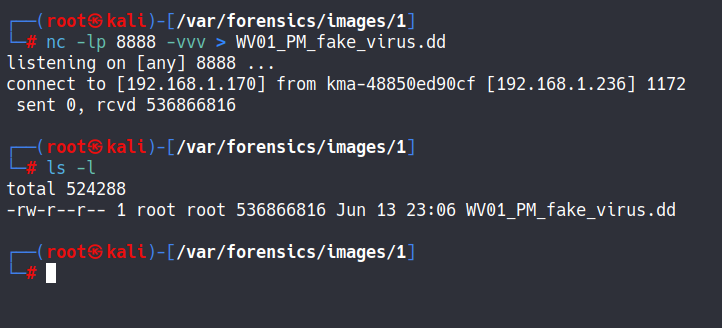 ┌──(root㉿kali)-[/var/forensics/images/1]
└─# nc -lp 8888 -vvv > WV01_PM_fake_virus.dd
listening on [any] 8888 ...
connect to [192.168.1.170] from kma-48850ed90cf [192.168.1.236] 1172
 sent 0, rcvd 536866816
┌──(root㉿kali)-[/var/forensics/images/1]
└─# ls -l
total 524288
-rw-r--r-- 1 root root 536866816 Jun 13 23:06 WV01_PM_fake_virus.dd
┌──(root㉿kali)-[/var/forensics/images/1]
└─#